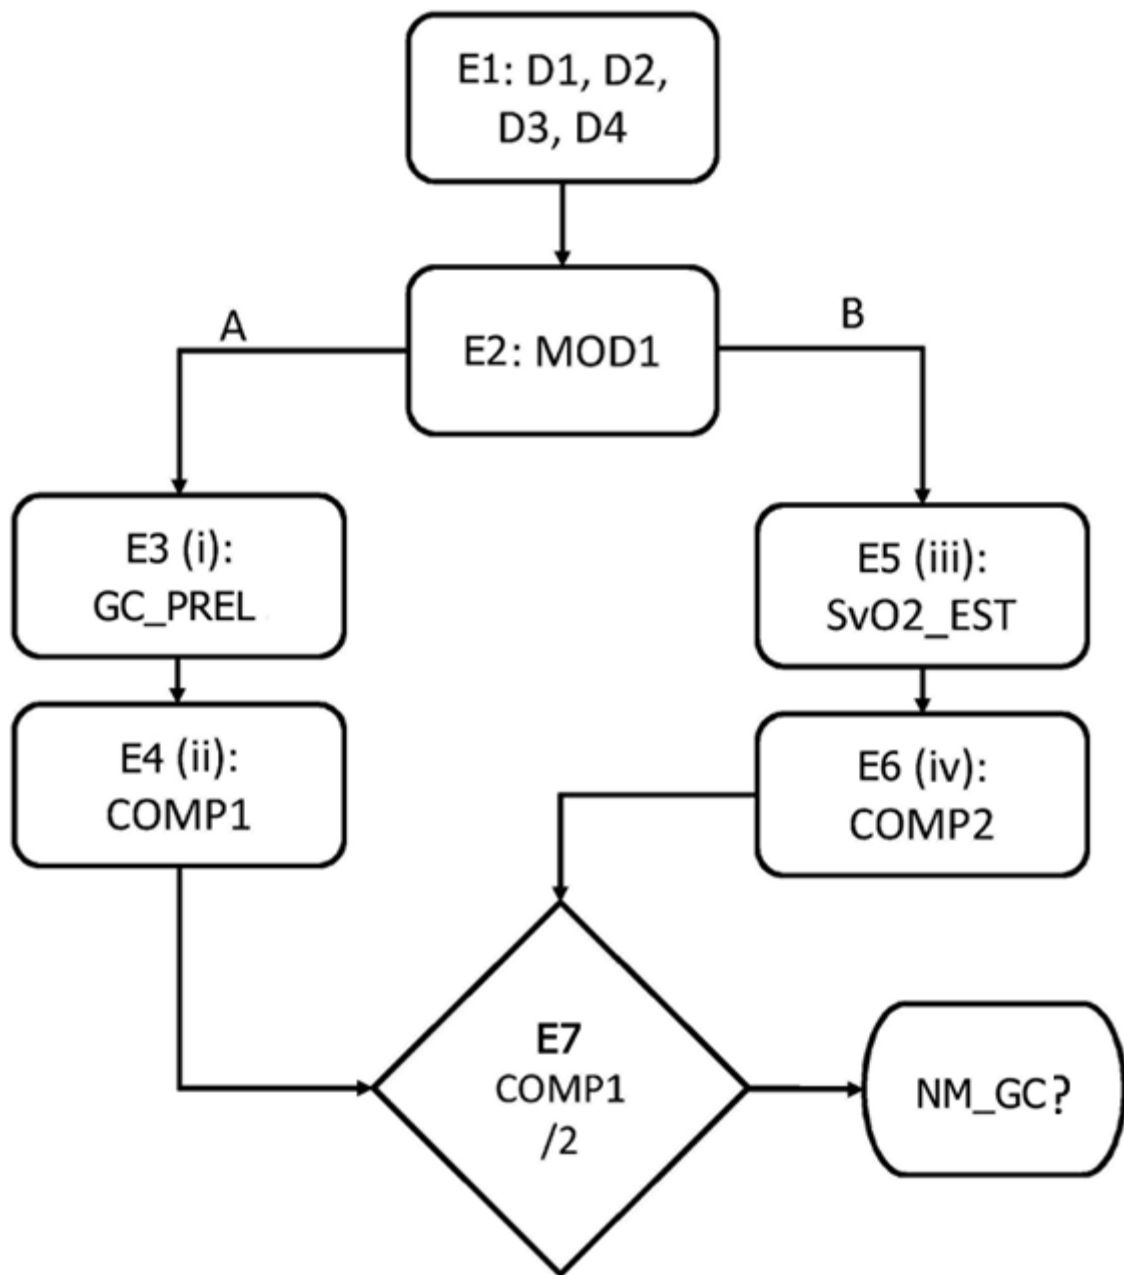 E1: D1, D2,
D3, D4
A
B
E2: MOD1
E3 (i):
GC_PREL
E5 (iii):
SvO2_EST
E4 (ii):
COMP1
E6 (iv):
COMP2
E7
COMP1
/2
NM_GC?